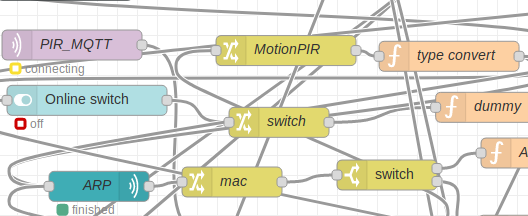 PIR_MQTT
MotionPIR
type convert
connecting
Online switch
dummy
switch
off
ARP
mac
switch
A
finished